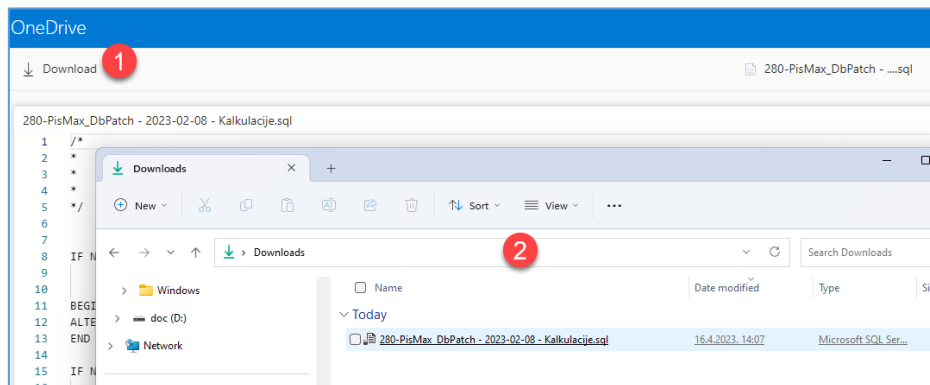 OneDrive
Download
1
280-PisMax_DbPatch - ....sql
280-PisMax_DbPatch - 2023-02-08 - Kalkulacije.sql
1 /*
2 *
3 *
4 *
5 */
6
7
8 IF N
9
10
11 BEGI
12 ALTE
13 END
14
15 IF N
Downloads
New
Sort
View
Downloads
2
Search Downloads
Windows
doc (D:)
Network
Name Date modified Type Si
Today
280-PisMax_DbPatch - 2023-02-08 - Kalkulacije.sql 16.4.2023. 14:07 Microsoft SQL Ser...